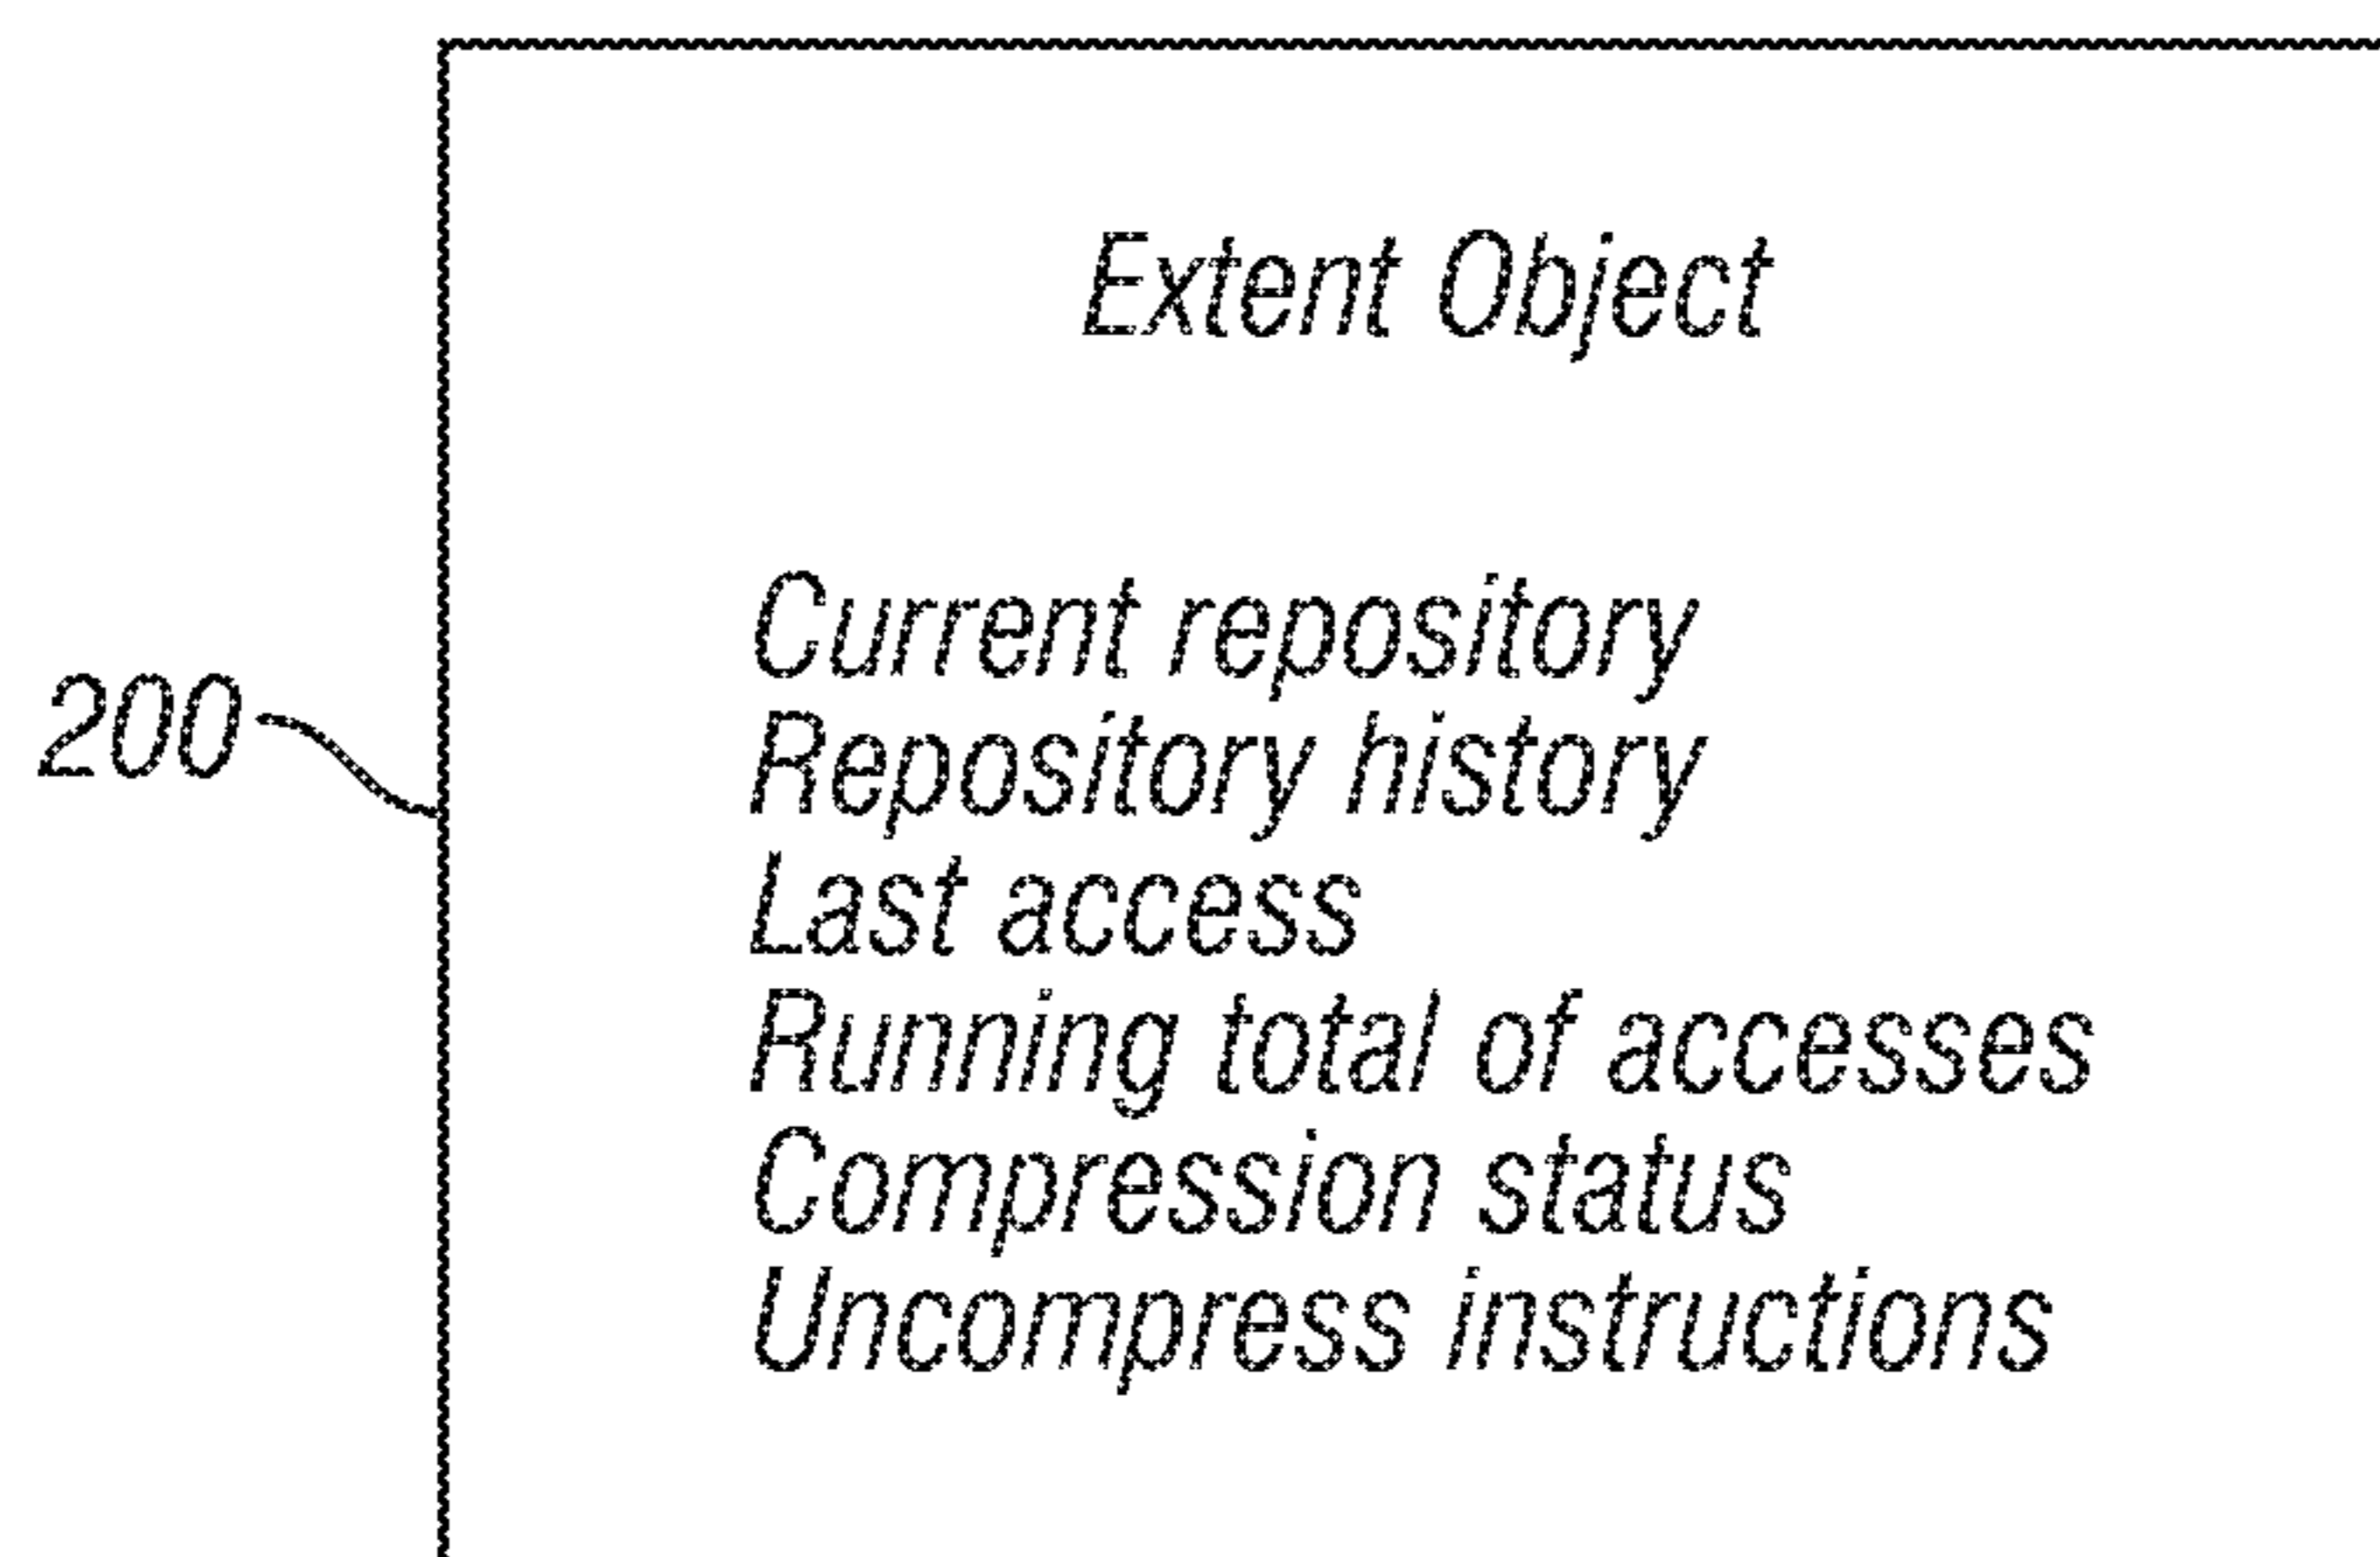 Extent Object
Current repository
Repository history
200
Last access
Running total of accesses
Compression status
Uncompress instructions